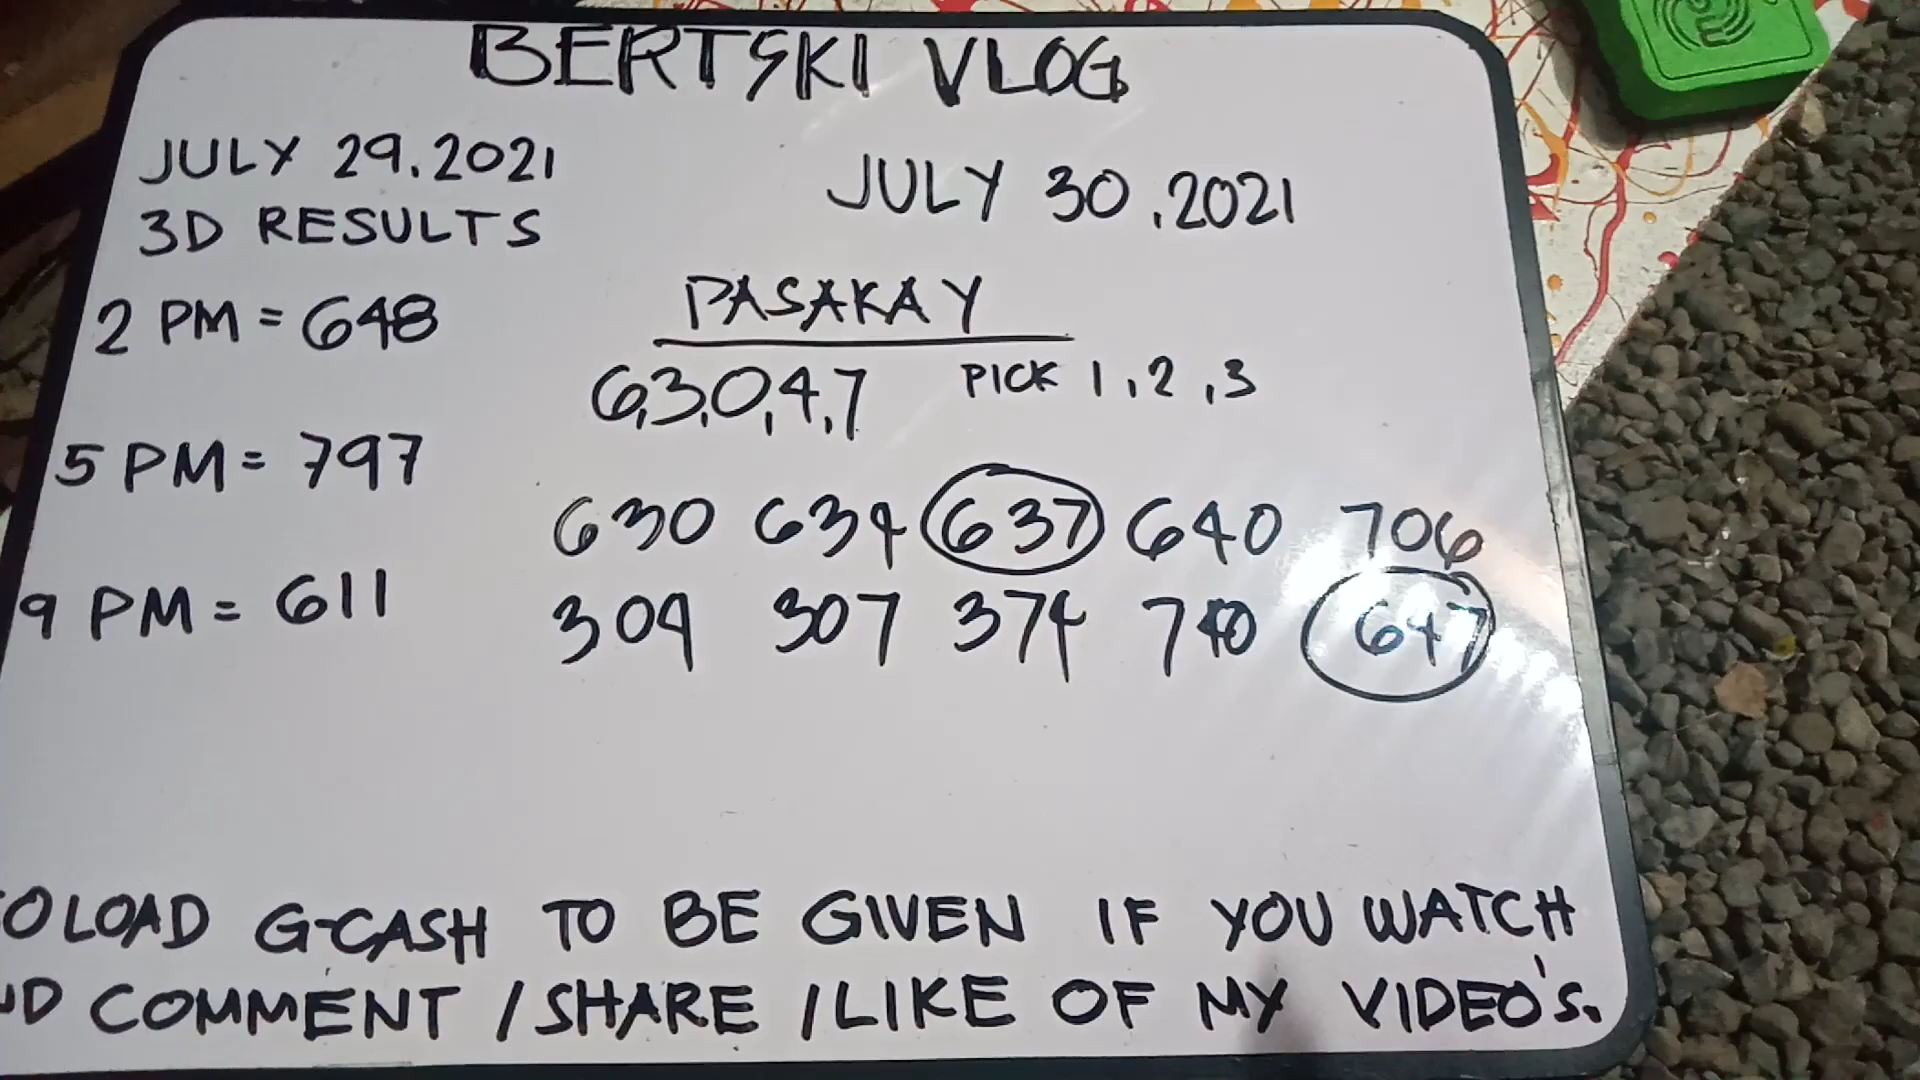 BERTSKI VLOG
JULY 29.2021
3D RESULTS
2 PM = 648
5 PM = 797
9 PM = 611
JULY 30.2021
PASAKAY
6,3,0,4,7 PICK 1,2,3
630 634 637 640 706
304 307 374 740 647
LOAD G-CASH TO BE GIVEN IF YOU WATCH
COMMENT / SHARE / LIKE OF MY VIDEO'S.